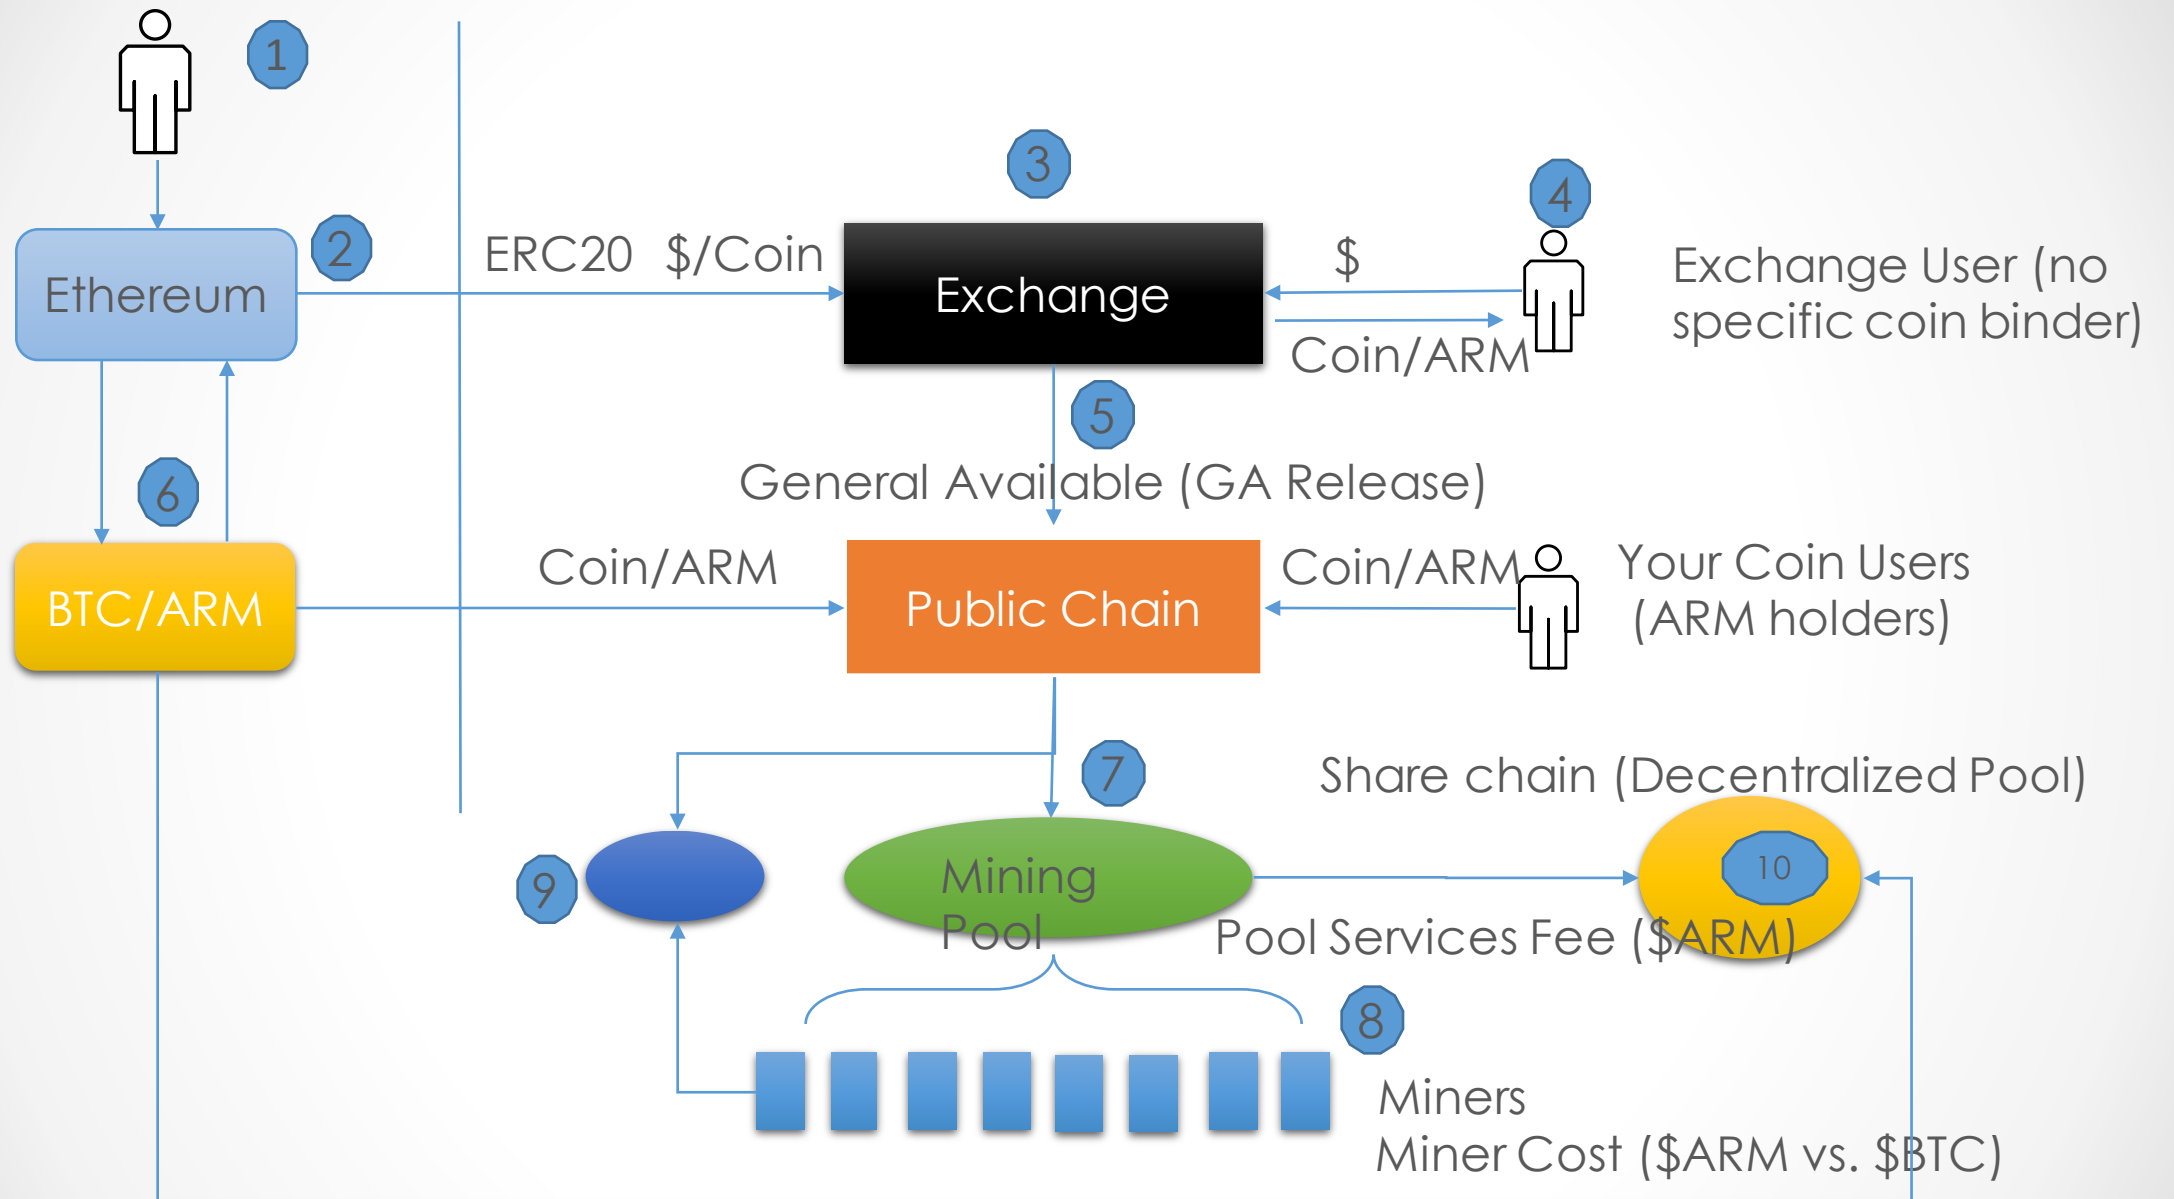 1
3
4
2
ERC20 $/Coin
$
Exchange User (no
specific coin binder)
Ethereum
Exchange
Coin/ARM
5
General Available (GA Release)
6
Coin/ARM
Coin/ARM
Your Coin Users
(ARM holders)
BTC/ARM
Public Chain
7
Share chain (Decentralized Pool)
9
Mining
Pool
10
Pool Services Fee ($ARM)
8
Miners
Miner Cost ($ARM vs. $BTC)